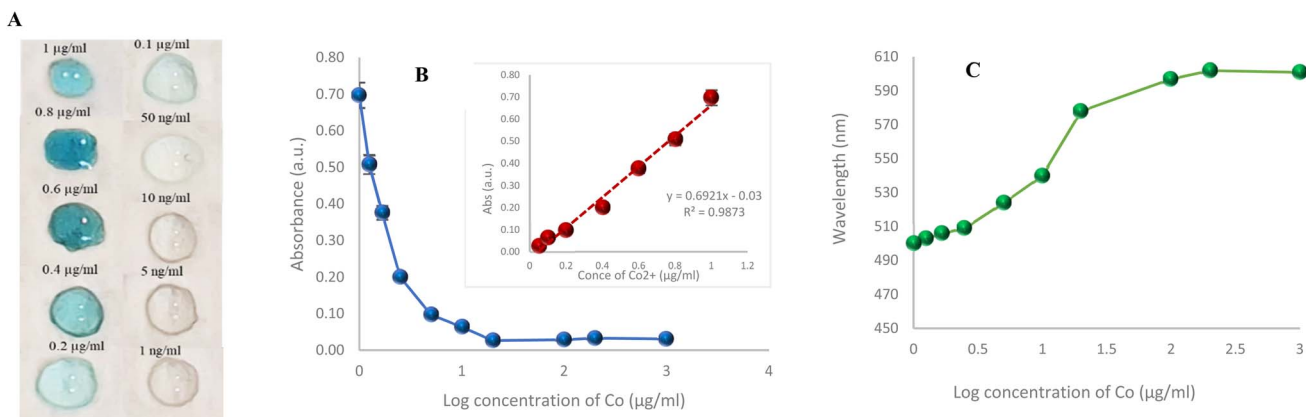 A
1 µg/ml
0.1 µg/ml
0.8 µg/ml
50 ng/ml
0.6 µg/ml
10 ng/ml
0.4 µg/ml
5 ng/ml
0.2 µg/ml
1 ng/ml
B
Absorbance (a.u.)
0.80
0.70
0.60
0.50
0.40
0.30
0.20
0.10
0.00
0 1 2 3 4
Log concentration of Co (µg/ml)
Abs (a.u.)
0.80
0.70
0.60
0.50
0.40
0.30
0.20
0.10
0.00
0 0.2 0.4 0.6 0.8 1 1.2
Conce of Co2+ (µg/ml)
y = 0.6921x - 0.03
R² = 0.9873
C
Wavelength (nm)
610
590
570
550
530
510
490
470
450
0 0.5 1 1.5 2 2.5 3
Log concentration of Co (µg/ml)